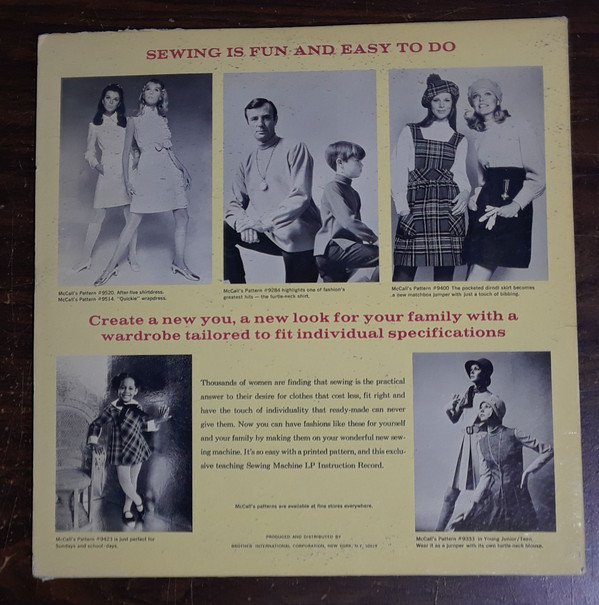 SEWING IS FUN AND EASY TO DO
McCall's Pattern #9520. After-five shirtdress.
McCall's Pattern #9514. "Quickie" wrapdress.
McCall's Pattern #9284 highlights one of fashion's
greatest hits — the turtle-neck shirt.
McCall's Pattern #9400 The pocketed dirndl skirt becomes
a new matchbox jumper with just a touch of bibbing.
Create a new you, a new look for your family with a
wardrobe tailored to fit individual specifications
Thousands of women are finding that sewing is the practical
answer to their desire for clothes that cost less, fit right and
have the touch of individuality that ready-made can never
give them. Now you can have fashions like these for yourself
and your family by making them on your wonderful new sew-
ing machine. It's so easy with a printed pattern, and this exclu-
sive teaching Sewing Machine LP Instruction Record.
McCall's patterns are available at fine stores everywhere.
McCall's Pattern #9423 is just perfect for
Sundays and school-days.
PRODUCED AND DISTRIBUTED BY
BROTHER INTERNATIONAL CORPORATION, NEW YORK, N.Y. 10010
McCall's Pattern #9333 in Young Junior/Teen.
Wear it as a jumper with its own turtle-neck blouse.